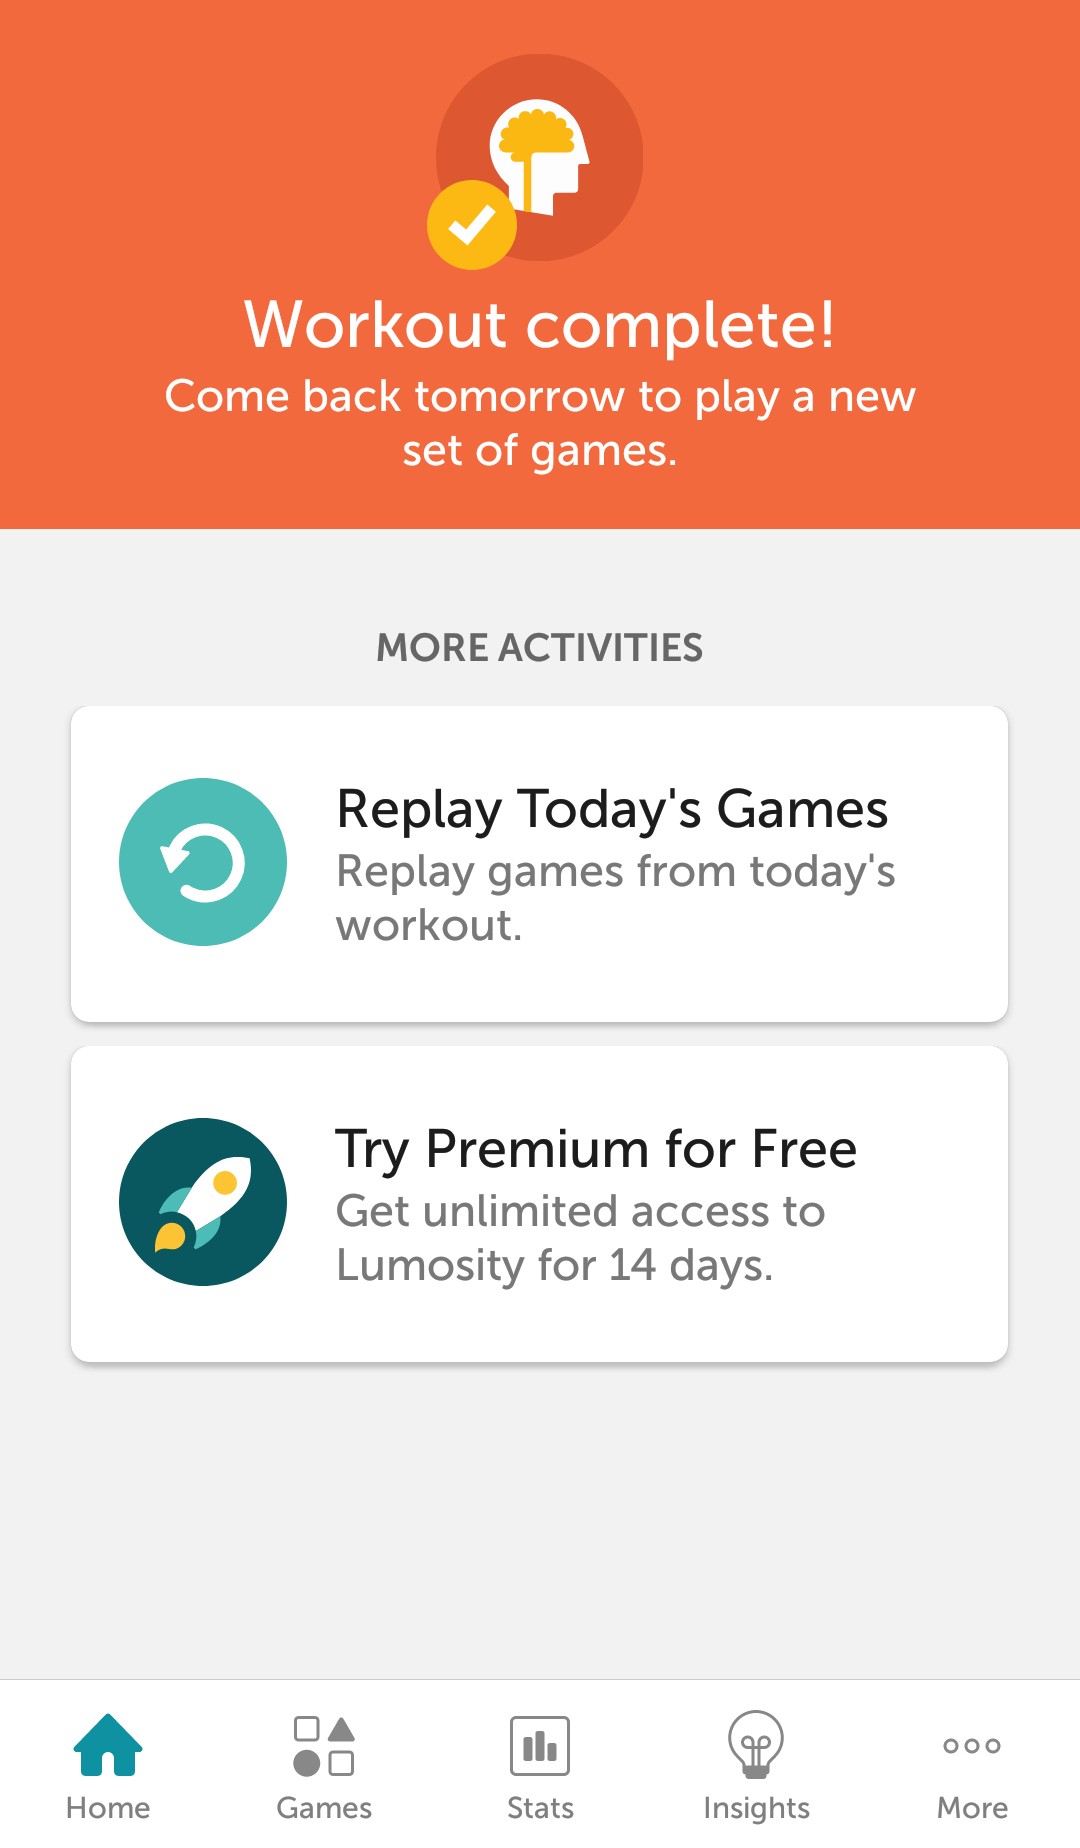 Workout complete!
Come back tomorrow to play a new
set of games.
MORE ACTIVITIES
Replay Today's Games
Replay games from today's
workout.
Try Premium for Free
Get unlimited access to
Lumosity for 14 days.
Home
Games
Stats
Insights
More